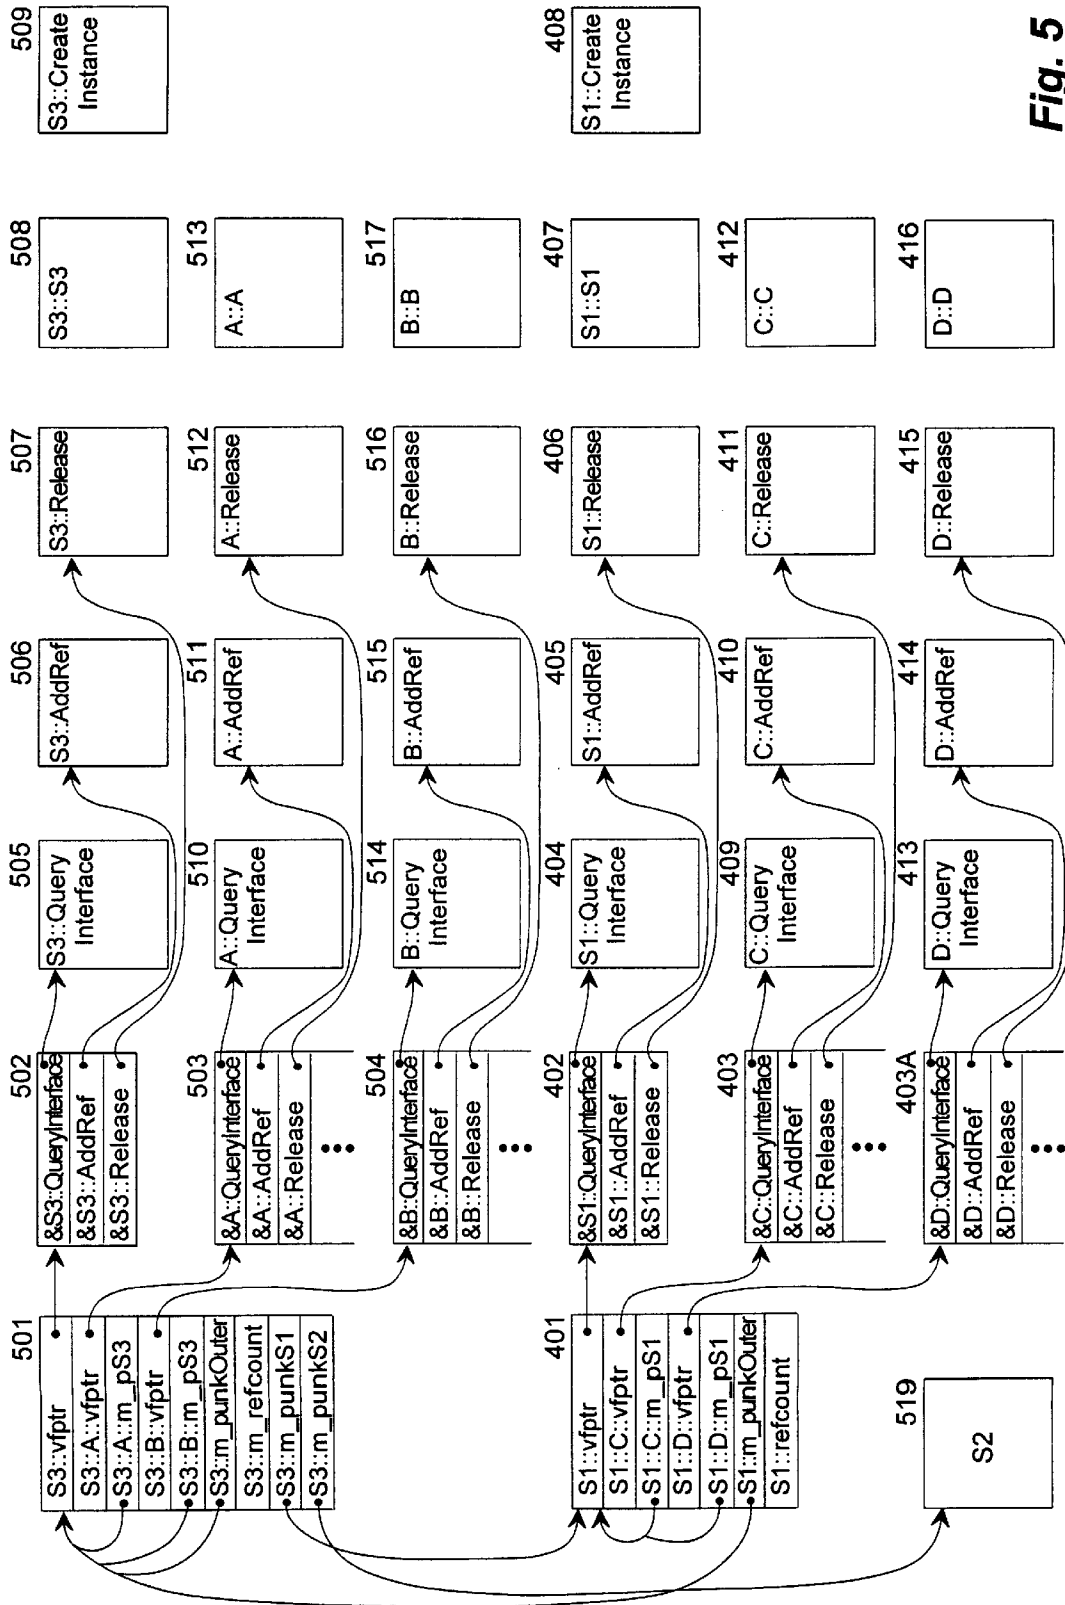 501
S3::vfptr
S3::A::vfptr
S3::A::m_pS3
S3::B::vfptr
S3::B::m_pS3
S3::m_punkOuter
S3::m_refcount
S3::m_punkS1
S3::m_punkS2
502
&S3::QueryInterface
&S3::AddRef
&S3::Release
505
S3::Query
Interface
506
S3::AddRef
507
S3::Release
508
S3::S3
509
S3::Create
Instance
503
&A::QueryInterface
&A::AddRef
&A::Release
510
A::Query
Interface
511
A::AddRef
512
A::Release
513
A::A
504
&B::QueryInterface
&B::AddRef
&B::Release
514
B::Query
Interface
515
B::AddRef
516
B::Release
517
B::B
401
S1::vfptr
S1::C::vfptr
S1::C::m_pS1
S1::D::vfptr
S1::D::m_pS1
S1::m_punkOuter
S1::refcount
402
&S1::QueryInterface
&S1::AddRef
&S1::Release
404
S1::Query
Interface
405
S1::AddRef
406
S1::Release
407
S1::S1
408
S1::Create
Instance
403
&C::QueryInterface
&C::AddRef
&C::Release
409
C::Query
Interface
410
C::AddRef
411
C::Release
412
C::C
519
S2
403A
&D::QueryInterface
&D::AddRef
&D::Release
413
D::Query
Interface
414
D::AddRef
415
D::Release
416
D::D
Fig. 5